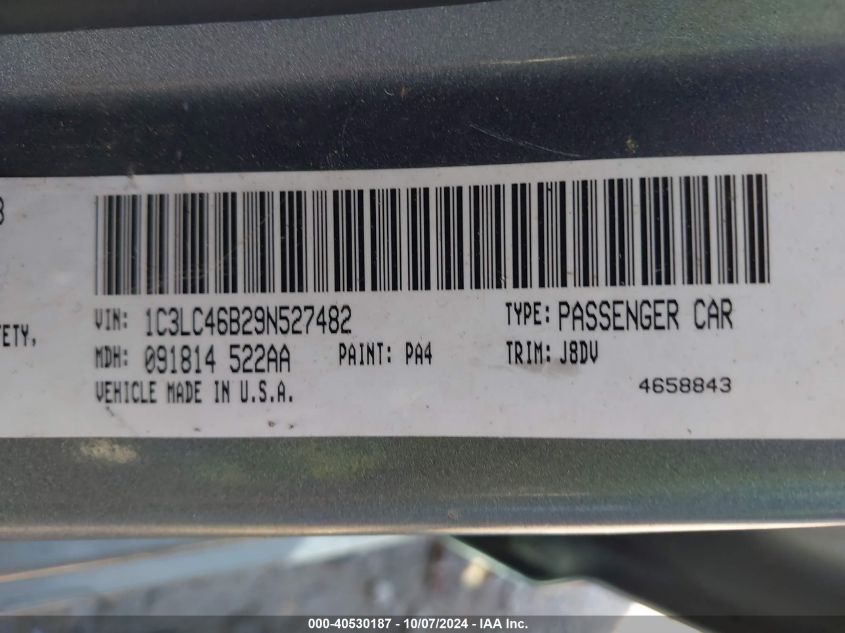 3
ETY,
VIN: 1C3LC46B29N527482 TYPE: PASSENGER CAR
MDH: 091814 522AA PAINT: PA4 TRIM: J8DV
VEHICLE MADE IN U.S.A. 4658843
000-40530187 - 10/07/2024 - IAA Inc.